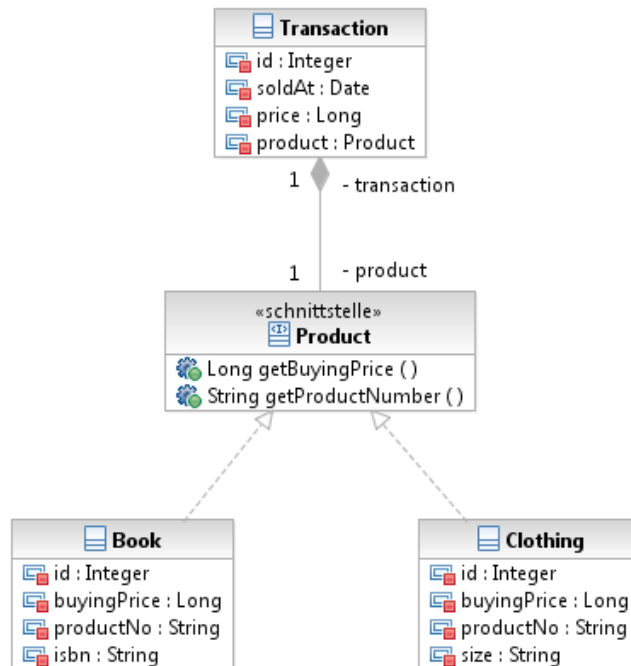 Transaction
id : Integer
soldAt : Date
price : Long
product : Product
1 - transaction
1 - product
«schnittstelle»
<I> Product
Long getBuyingPrice ( )
String getProductNumber ( )
Book
id : Integer
buyingPrice : Long
productNo : String
isbn : String
Clothing
id : Integer
buyingPrice : Long
productNo : String
size : String